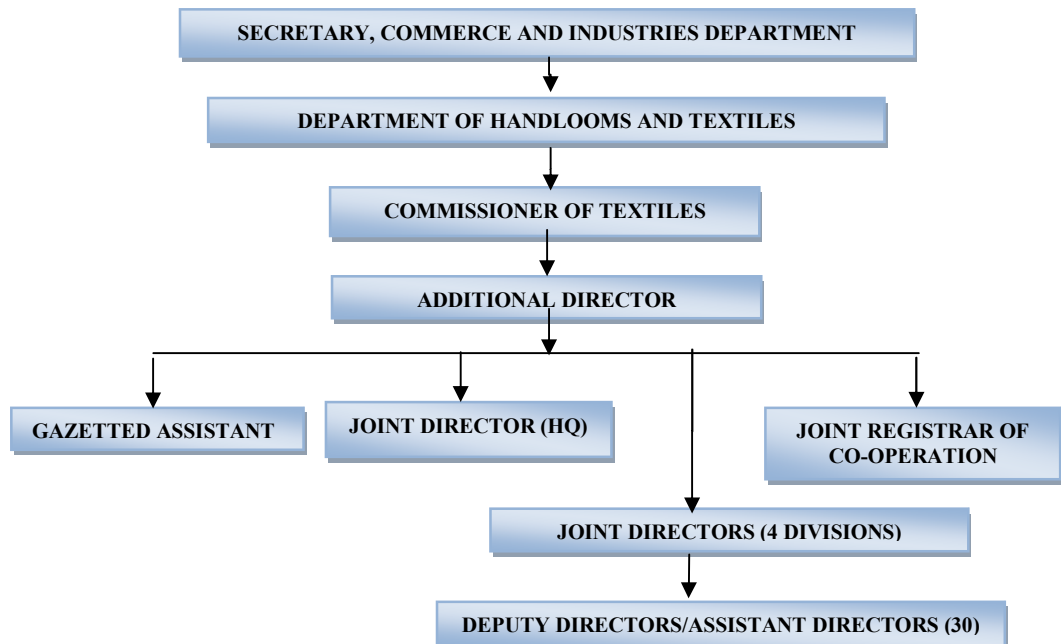 SECRETARY, COMMERCE AND INDUSTRIES DEPARTMENT
DEPARTMENT OF HANDLOOMS AND TEXTILES
COMMISSIONER OF TEXTILES
ADDITIONAL DIRECTOR
GAZETTED ASSISTANT
JOINT DIRECTOR (HQ)
JOINT REGISTRAR OF
CO-OPERATION
JOINT DIRECTORS (4 DIVISIONS)
DEPUTY DIRECTORS/ASSISTANT DIRECTORS (30)